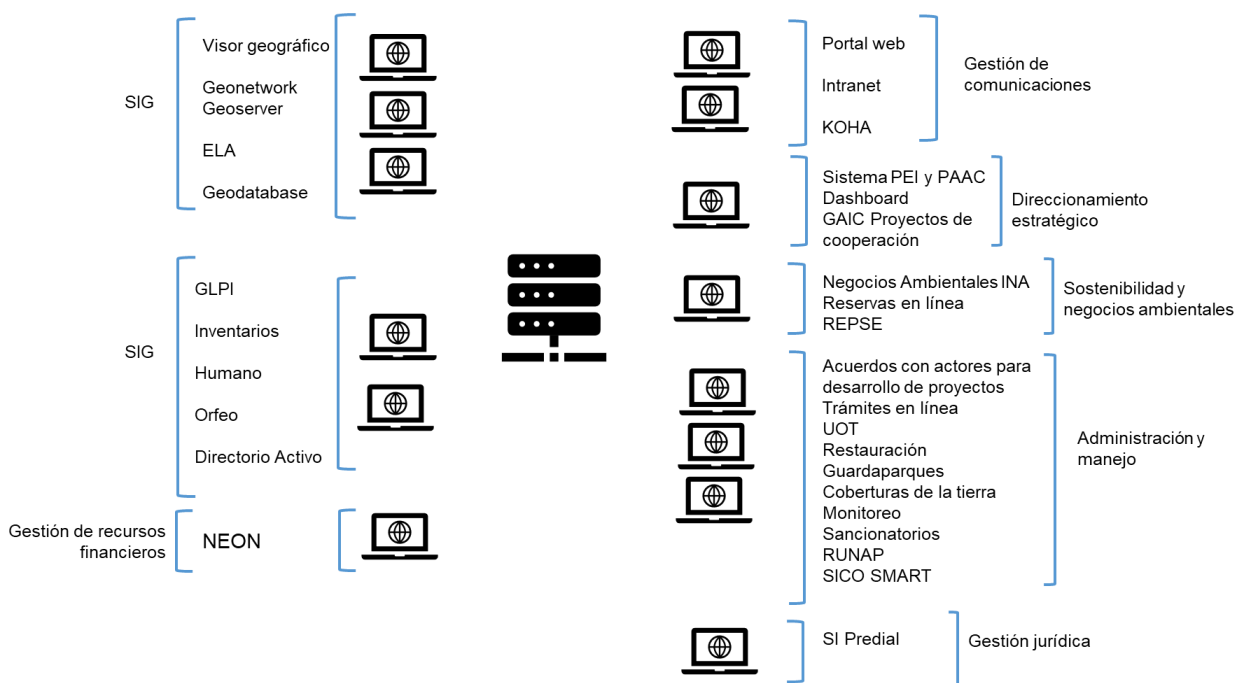 SIG
Visor geográfico
Geonetwork
Geoserver
ELA
Geodatabase
SIG
GLPI
Inventarios
Humano
Orfeo
Directorio Activo
Gestión de recursos
financieros
NEON
Portal web
Intranet
KOHA
Gestión de
comunicaciones
Sistema PEI y PAAC
Dashboard
GAIC Proyectos de
cooperación
Direccionamiento
estratégico
Negocios Ambientales INA
Reservas en línea
REPSE
Sostenibilidad y
negocios ambientales
Acuerdos con actores para
desarrollo de proyectos
Trámites en línea
UOT
Restauración
Guardaparques
Coberturas de la tierra
Monitoreo
Sancionatorios
RUNAP
SICO SMART
Administración y
manejo
SI Predial
Gestión jurídica